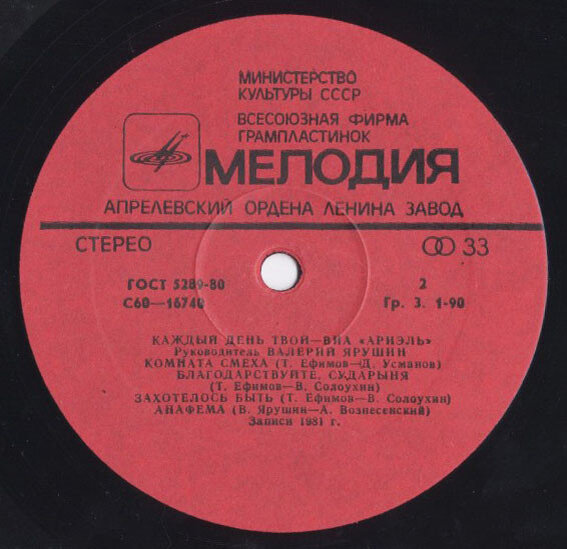 МИНИСТЕРСТВО
КУЛЬТУРЫ СССР
ВСЕСОЮЗНАЯ ФИРМА
ГРАМПЛАСТИНОК
МЕЛОДИЯ
АПРЕЛЕВСКИЙ ОРДЕНА ЛЕНИНА ЗАВОД
СТЕРЕО 33
ГОСТ 5289-80 2
С60—16740 Гр. 3. 1-90
КАЖДЫЙ ДЕНЬ ТВОЙ—ВИА «АРИЭЛЬ»
Руководитель ВАЛЕРИЙ ЯРУШИН
КОМНАТА СМЕХА (Т. Ефимов—Д. Усманов)
БЛАГОДАРСТВУЙТЕ, СУДАРЫНЯ
(Т. Ефимов—В. Солоухин)
ЗАХОТЕЛОСЬ БЫТЬ (Т. Ефимов—В. Солоухин)
АНАФЕМА (В. Ярушин—А. Вознесенский)
Записи 1981 г.